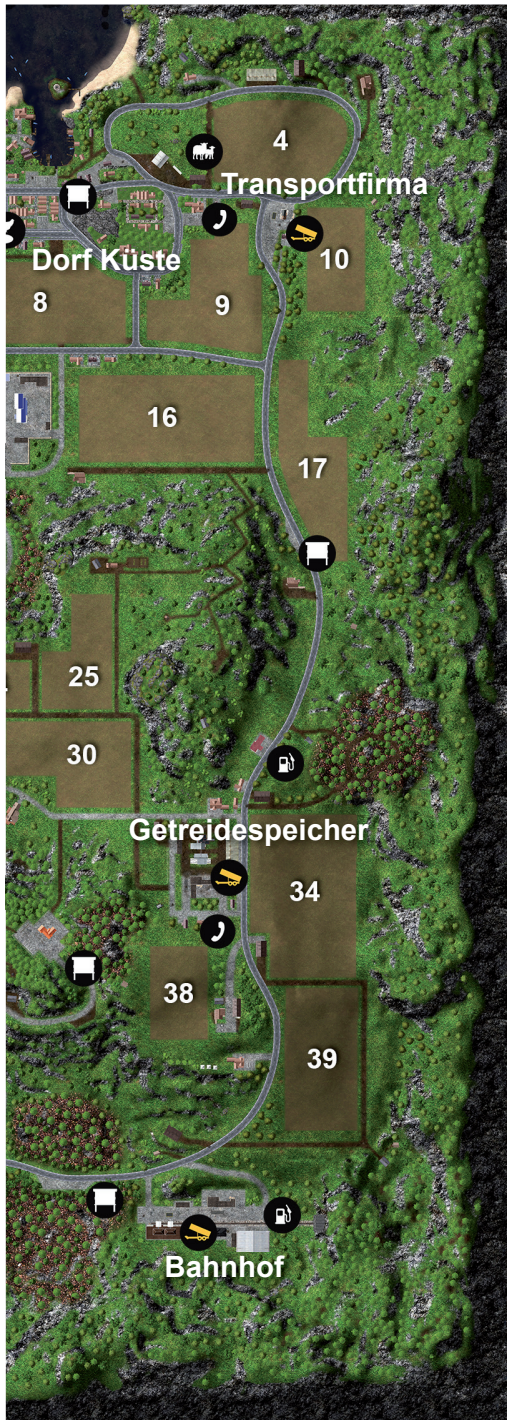 4
Transportfirma
Dorf Küste
10
8
9
16
17
25
30
Getreidespeicher
34
38
39
Bahnhof